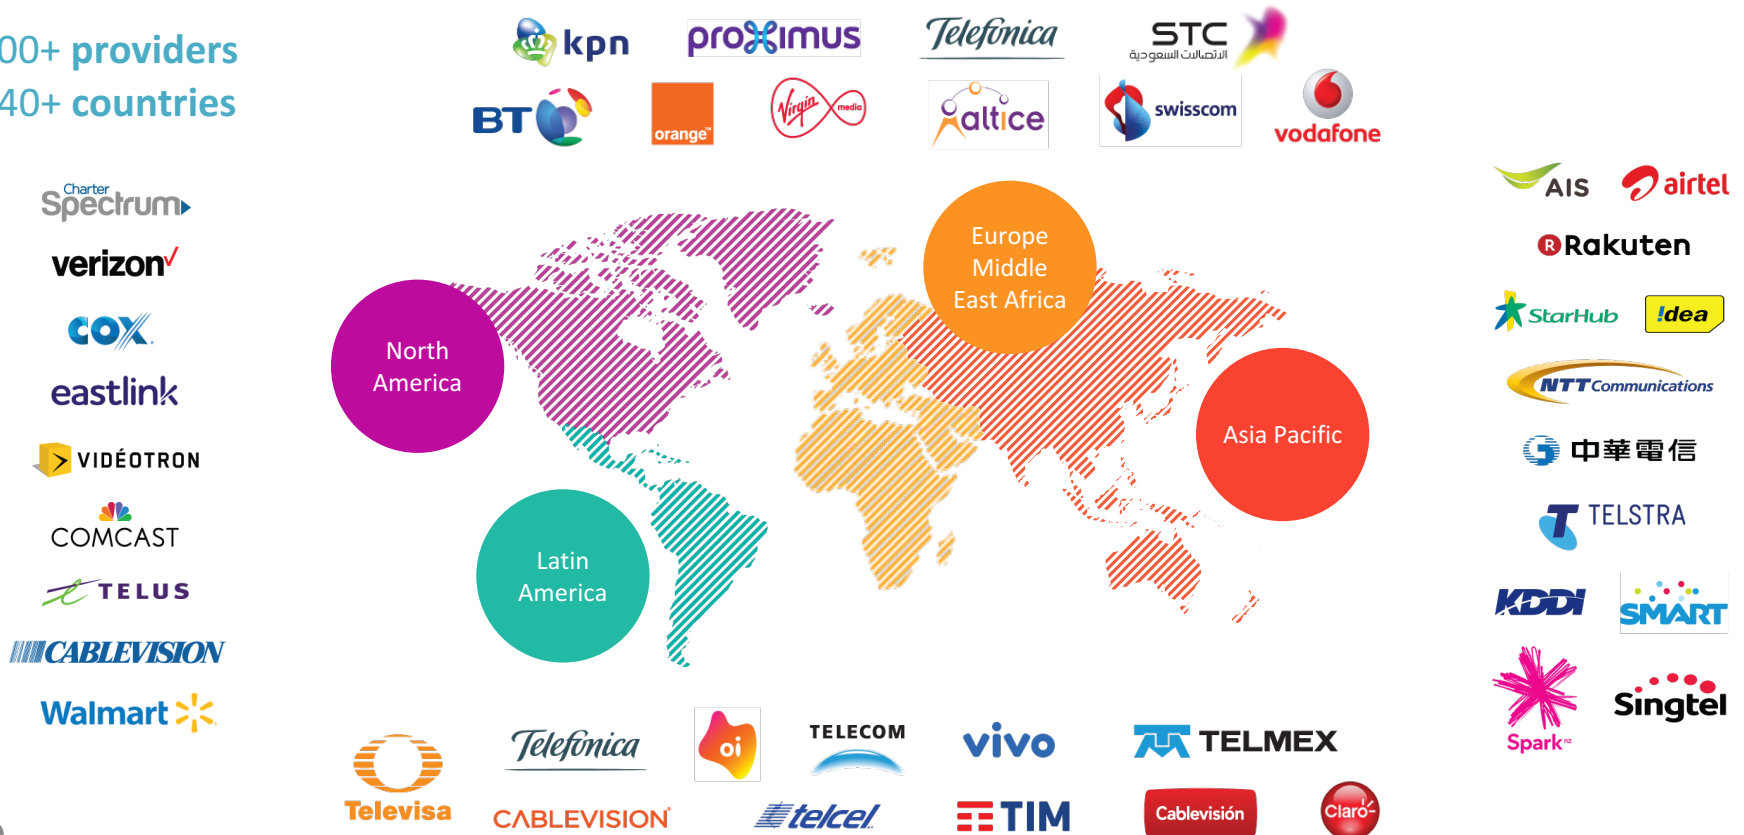 00+ providers
40+ countries
kpn
proximus
Telefónica
STC
الاتصالات السعودية
BT
orange™
Virgin media
altice
swisscom
vodafone
Charter
Spectrum
verizon
COX
eastlink
VIDÉOTRON
COMCAST
TELUS
CABLEVISION
Walmart
North
America
Europe
Middle
East Africa
Asia Pacific
Latin
America
AIS
airtel
R Rakuten
StarHub
!dea
NTT Communications
中華電信
T TELSTRA
KDDI
SMART
Spark nz
Singtel
Televisa
Telefónica
oi
TELECOM
vivo
TELMEX
CABLEVISION®
telcel
TIM
Cablevisión
Claro